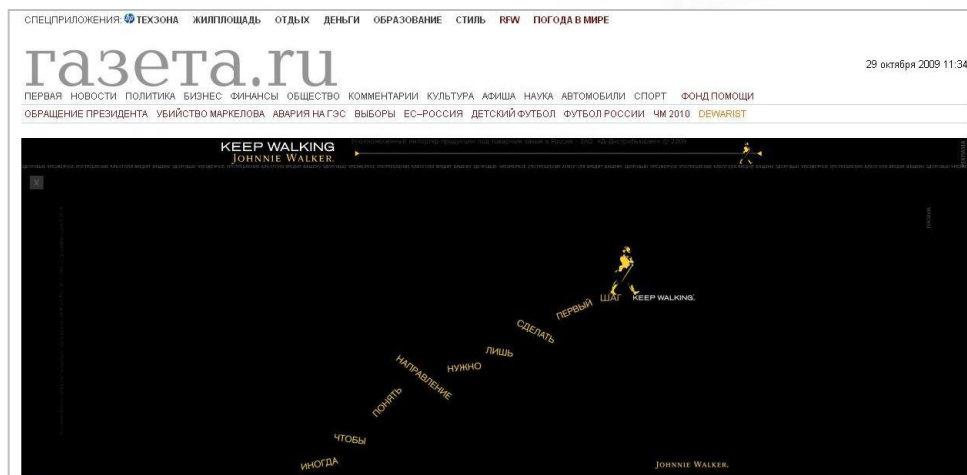 СПЕЦПРИЛОЖЕНИЯ: hp ТЕХЗОНА ЖИЛПЛОЩАДЬ ОТДЫХ ДЕНЬГИ ОБРАЗОВАНИЕ СТИЛЬ RFW ПОГОДА В МИРЕ
газета.ru
29 октября 2009 11:34
ПЕРВАЯ НОВОСТИ ПОЛИТИКА БИЗНЕС ФИНАНСЫ ОБЩЕСТВО КОММЕНТАРИИ КУЛЬТУРА АФИША НАУКА АВТОМОБИЛИ СПОРТ ФОНД ПОМОЩИ
ОБРАЩЕНИЕ ПРЕЗИДЕНТА УБИЙСТВО МАРКЕЛОВА АВАРИЯ НА ГЭС ВЫБОРЫ ЕС–РОССИЯ ДЕТСКИЙ ФУТБОЛ ФУТБОЛ РОССИИ ЧМ 2010 DEWARIST
KEEP WALKING
JOHNNIE WALKER.
РЕКЛАМА
X
ИНОГДА
ЧТОБЫ
ПОНЯТЬ
НАПРАВЛЕНИЕ
НУЖНО
ЛИШЬ
СДЕЛАТЬ
ПЕРВЫЙ
ШАГ
KEEP WALKING.
JOHNNIE WALKER.